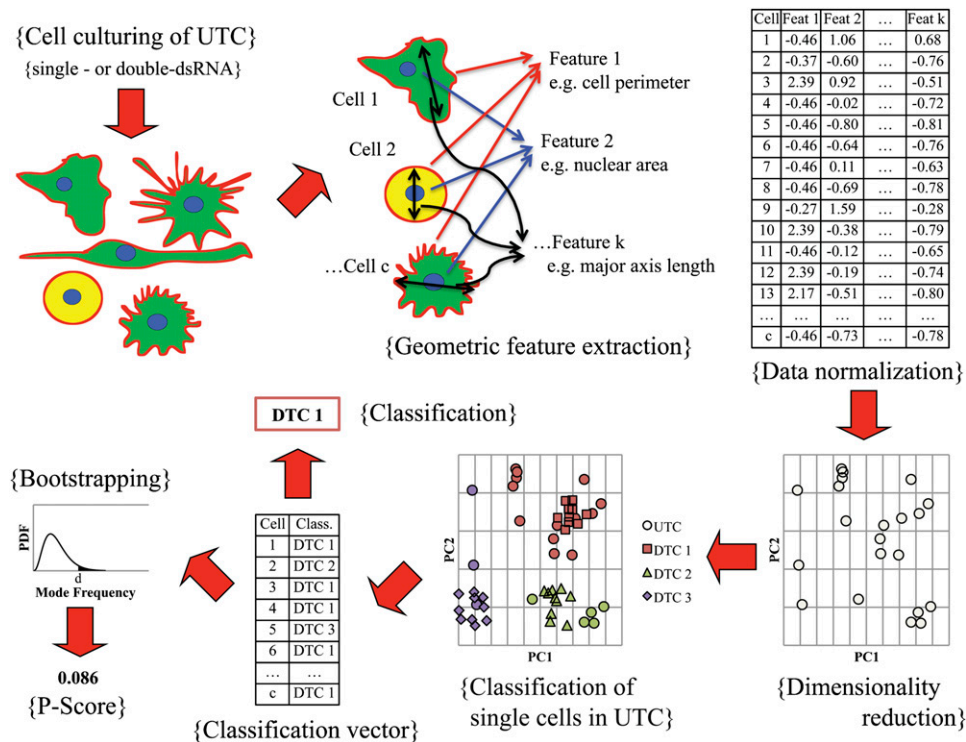 {Cell culturing of UTC}
{single - or double-dsRNA}
Cell 1
Cell 2
…Cell c
Feature 1
e.g. cell perimeter
Feature 2
e.g. nuclear area
…Feature k
e.g. major axis length
{Geometric feature extraction}
Cell Feat 1 Feat 2 … Feat k
1 -0.46 1.06 … 0.68
2 -0.37 -0.60 … -0.76
3 2.39 0.92 … -0.51
4 -0.46 -0.02 … -0.72
5 -0.46 -0.80 … -0.81
6 -0.46 -0.64 … -0.76
7 -0.46 0.11 … -0.63
8 -0.46 -0.69 … -0.78
9 -0.27 1.59 … -0.28
10 2.39 -0.38 … -0.79
11 -0.46 -0.12 … -0.65
12 2.39 -0.19 … -0.74
13 2.17 -0.51 … -0.80
… … … … …
c -0.46 -0.73 … -0.78
{Data normalization}
PC2
PC1
{Dimensionality
reduction}
UTC
DTC 1
DTC 2
DTC 3
PC2
PC1
{Classification of
single cells in UTC}
DTC 1
{Classification}
Cell Class.
1 DTC 1
2 DTC 2
3 DTC 1
4 DTC 1
5 DTC 3
6 DTC 1
… …
c DTC 1
{Classification vector}
{Bootstrapping}
PDF
d
Mode Frequency
0.086
{P-Score}